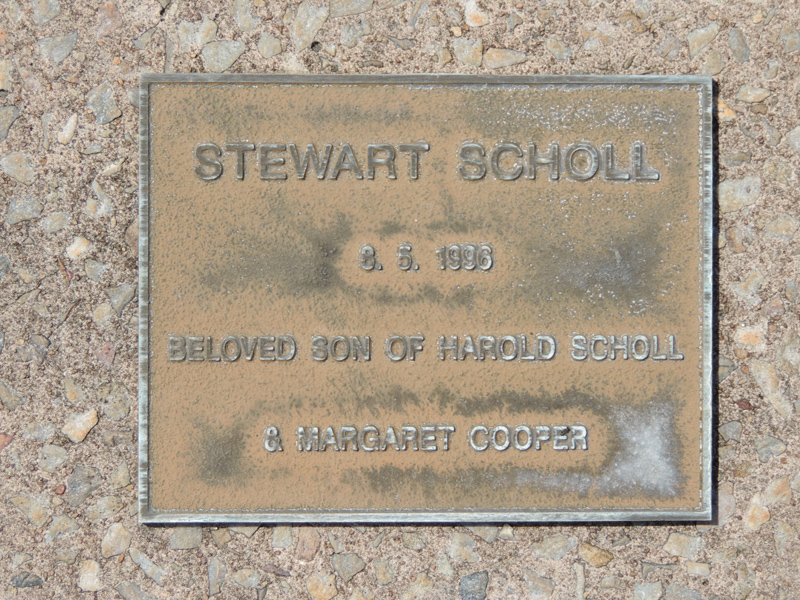 STEWART SCHOLL
8. 5. 1996
BELOVED SON OF HAROLD SCHOLL
& MARGARET COOPER